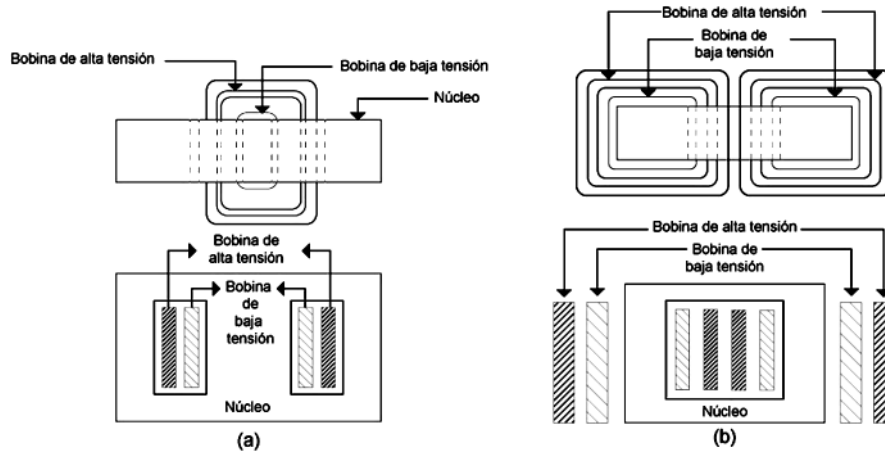 Bobina de alta tensión
Bobina de baja tensión
Núcleo
Bobina de
alta tensión
Bobina
de
baja
tensión
Núcleo
(a)
Bobina de alta tensión
Bobina de
baja tensión
Bobina de alta tensión
Bobina de
baja tensión
Núcleo
(b)